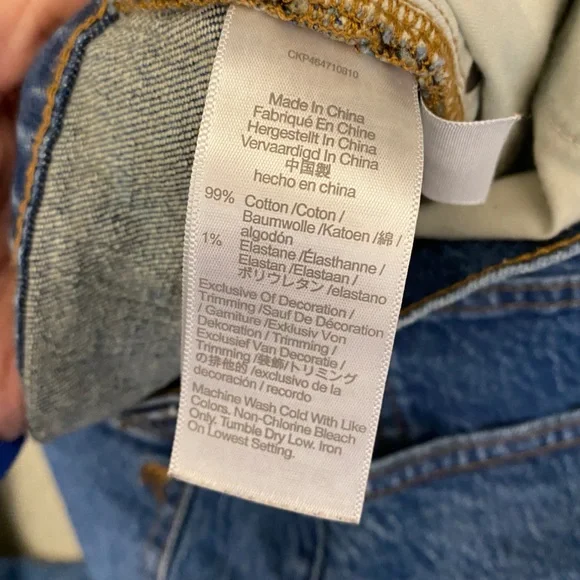 CKP464710810
Made In China
Fabriqué En Chine
Hergestellt In China
Vervaardigd In China
中国製
hecho en china
99% Cotton /Coton /
Baumwolle /Katoen /綿 /
algodón
1% Elastane /Élasthanne /
Elastan /Elastaan /
ポリウレタン /elastano
Exclusive Of Decoration /
Trimming /Sauf De Décoration
/ Garniture /Exklusiv Von
Dekoration / Trimming /
Exclusief Van Decoratie /
Trimming /装飾/トリミング
の排他的 /exclusivo de la
decoración / recordo
Machine Wash Cold With Like
Colors. Non-Chlorine Bleach
Only. Tumble Dry Low. Iron
On Lowest Setting.